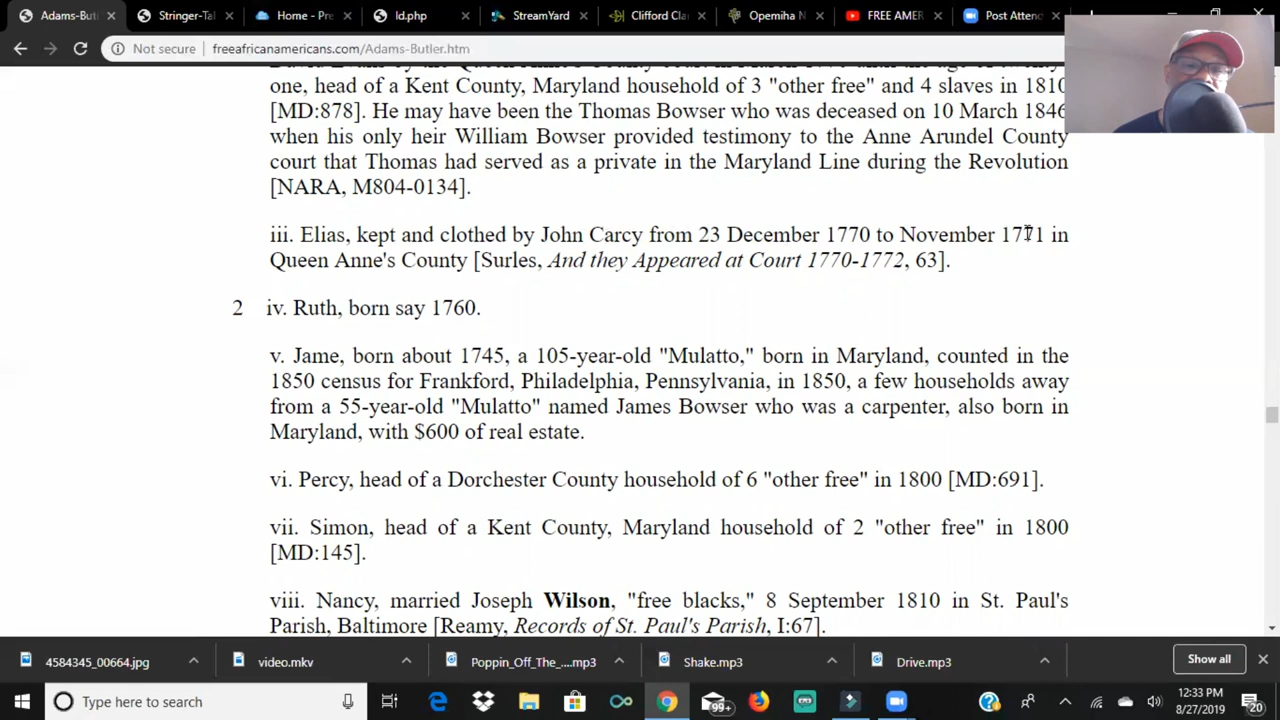 Adams-But
Stringer-Tal
Home - Pre
ld.php
StreamYard
Clifford Cla
Opemiha N
FREE AMER
Post Attend
Not secure
freeafricanamericans.com/Adams-Butler.htm
one, head of a Kent County, Maryland household of 3 "other free" and 4 slaves in 1810
[MD:878]. He may have been the Thomas Bowser who was deceased on 10 March 1846
when his only heir William Bowser provided testimony to the Anne Arundel County
court that Thomas had served as a private in the Maryland Line during the Revolution
[NARA, M804-0134].
iii. Elias, kept and clothed by John Carcy from 23 December 1770 to November 1771 in
Queen Anne's County [Surles, And they Appeared at Court 1770-1772, 63].
2 iv. Ruth, born say 1760.
v. Jame, born about 1745, a 105-year-old "Mulatto," born in Maryland, counted in the
1850 census for Frankford, Philadelphia, Pennsylvania, in 1850, a few households away
from a 55-year-old "Mulatto" named James Bowser who was a carpenter, also born in
Maryland, with $600 of real estate.
vi. Percy, head of a Dorchester County household of 6 "other free" in 1800 [MD:691].
vii. Simon, head of a Kent County, Maryland household of 2 "other free" in 1800
[MD:145].
viii. Nancy, married Joseph Wilson, "free blacks," 8 September 1810 in St. Paul's
Parish, Baltimore [Reamy, Records of St. Paul's Parish, I:67].
4584345_00664.jpg
video.mkv
Poppin_Off_The_....mp3
Shake.mp3
Drive.mp3
Show all
Type here to search
99+
12:33 PM
8/27/2019
20